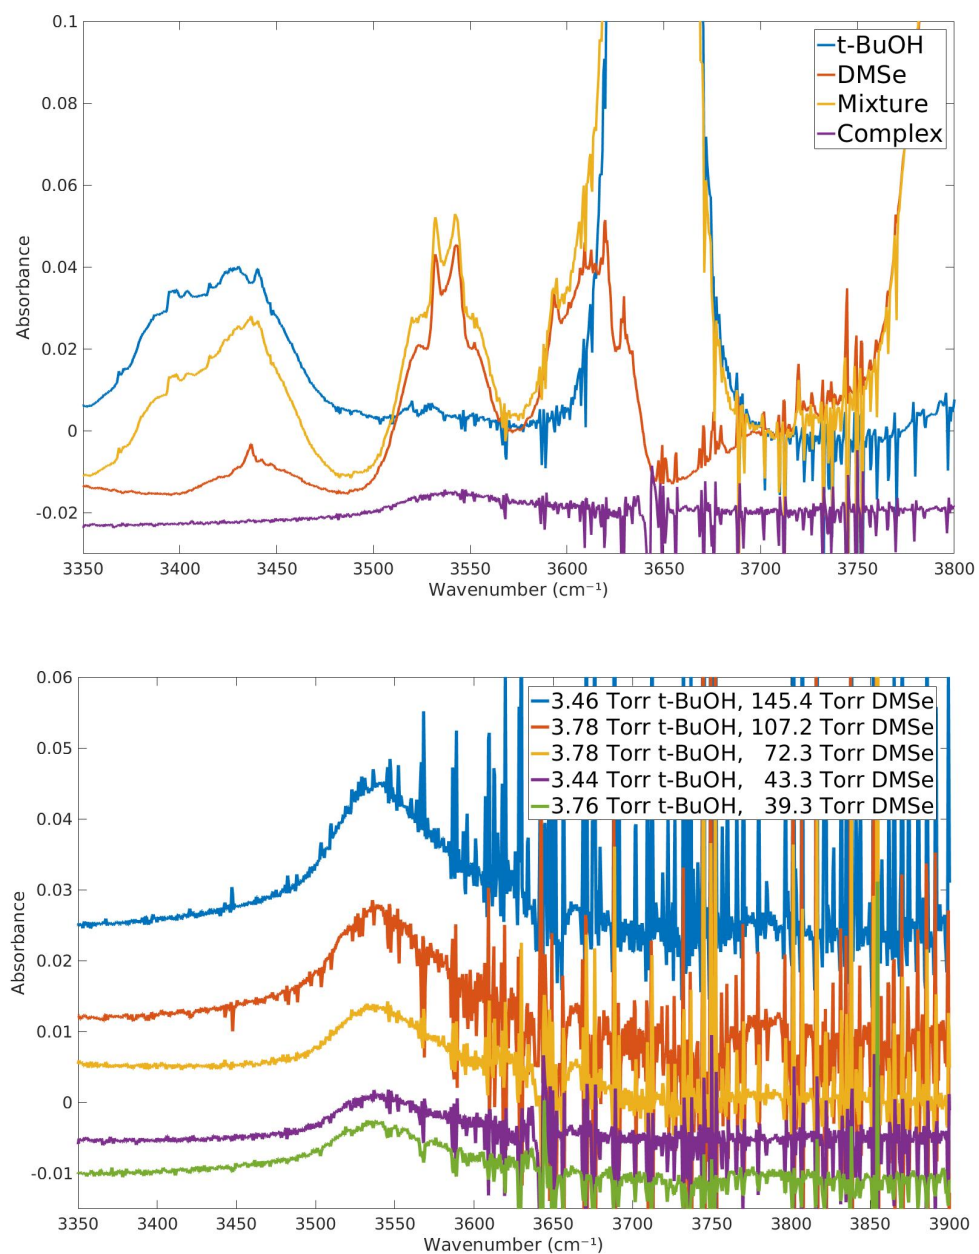 0.1
0.08
0.06
0.04
0.02
0
-0.02
Absorbance
t-BuOH
DMSe
Mixture
Complex
3350 3400 3450 3500 3550 3600 3650 3700 3750 3800
Wavenumber (cm⁻¹)
0.06
0.05
0.04
0.03
0.02
0.01
0
-0.01
Absorbance
3.46 Torr t-BuOH, 145.4 Torr DMSe
3.78 Torr t-BuOH, 107.2 Torr DMSe
3.78 Torr t-BuOH, 72.3 Torr DMSe
3.44 Torr t-BuOH, 43.3 Torr DMSe
3.76 Torr t-BuOH, 39.3 Torr DMSe
3350 3400 3450 3500 3550 3600 3650 3700 3750 3800 3850 3900
Wavenumber (cm⁻¹)